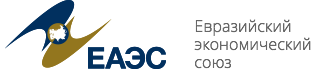 ЕАЭС
Евразийский
экономический
союз